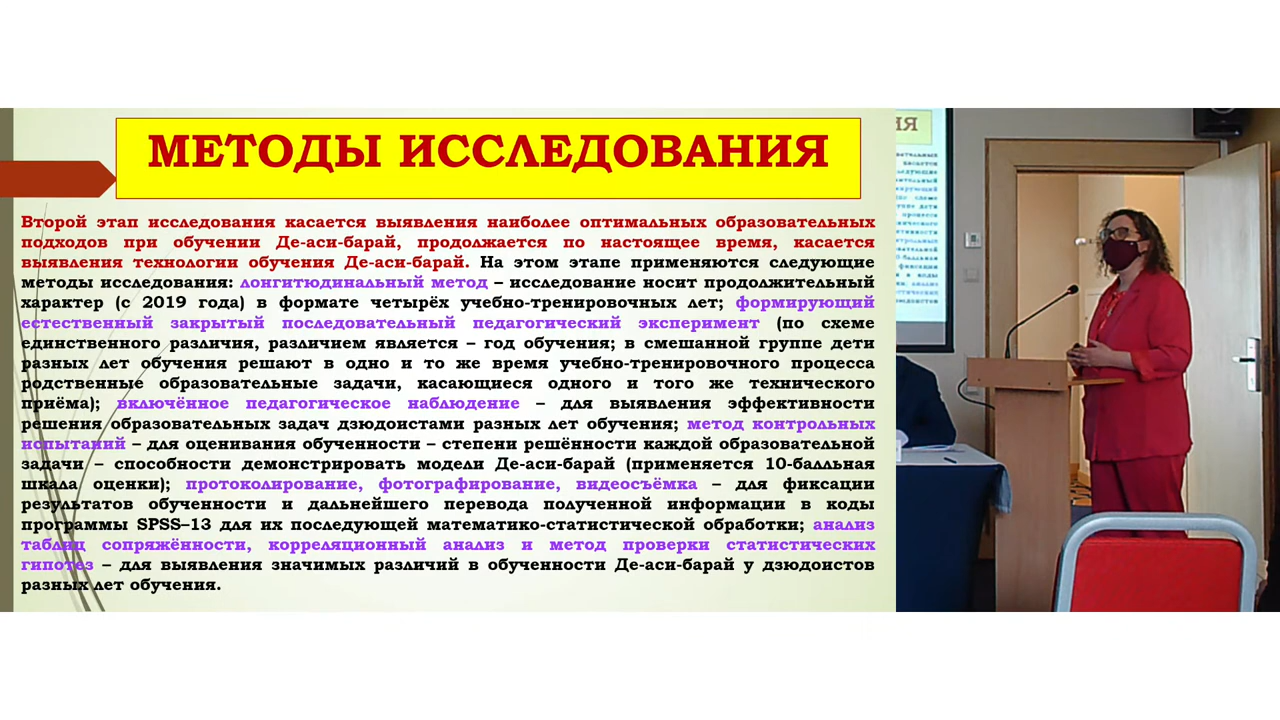 МЕТОДЫ ИССЛЕДОВАНИЯ
Второй этап исследования касается выявления наиболее оптимальных образовательных
подходов при обучении Де-аси-барай, продолжается по настоящее время, касается
выявления технологии обучения Де-аси-барай. На этом этапе применяются следующие
методы исследования: лонгитюдинальный метод – исследование носит продолжительный
характер (с 2019 года) в формате четырёх учебно-тренировочных лет; формирующий
естественный закрытый последовательный педагогический эксперимент (по схеме
единственного различия, различием является – год обучения; в смешанной группе дети
разных лет обучения решают в одно и то же время учебно-тренировочного процесса
родственные образовательные задачи, касающиеся одного и того же технического
приёма); включённое педагогическое наблюдение – для выявления эффективности
решения образовательных задач дзюдоистами разных лет обучения; метод контрольных
испытаний – для оценивания обученности – степени решённости каждой образовательной
задачи – способности демонстрировать модели Де-аси-барай (применяется 10-балльная
шкала оценки); протоколирование, фотографирование, видеосъёмка – для фиксации
результатов обученности и дальнейшего перевода полученной информации в коды
программы SPSS–13 для их последующей математико-статистической обработки; анализ
таблиц сопряжённости, корреляционный анализ и метод проверки статистических
гипотез – для выявления значимых различий в обученности Де-аси-барай у дзюдоистов
разных лет обучения.